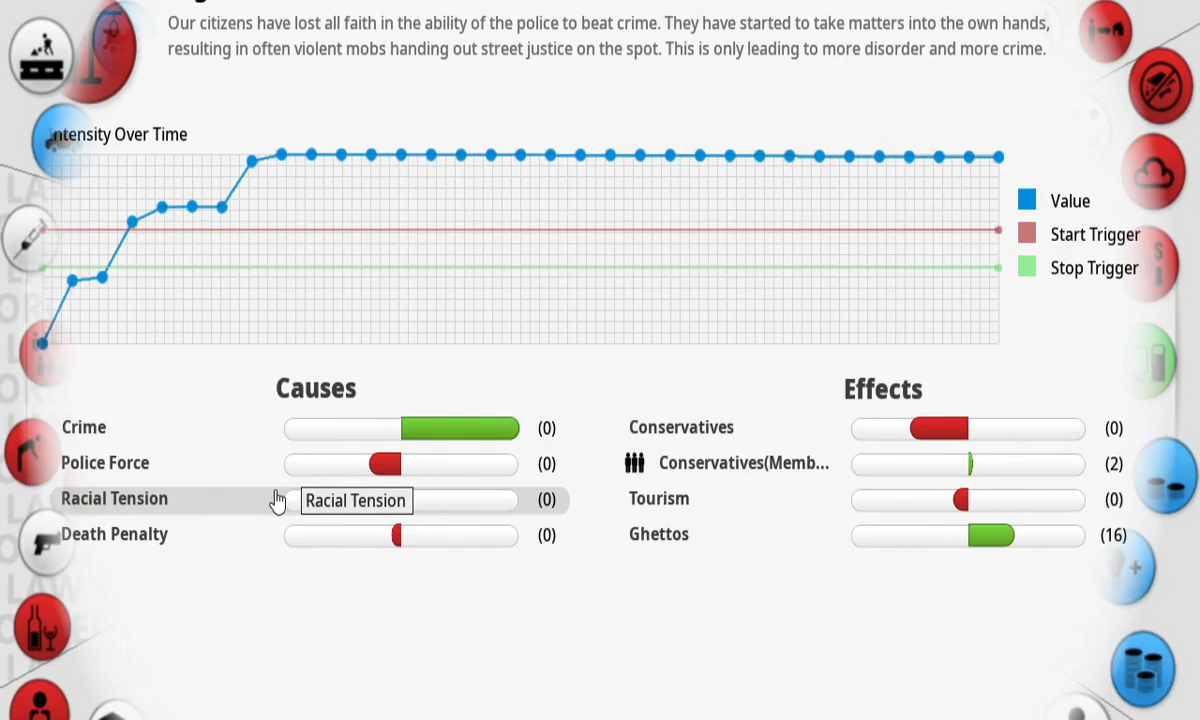 Our citizens have lost all faith in the ability of the police to beat crime. They have started to take matters into the own hands,
resulting in often violent mobs handing out street justice on the spot. This is only leading to more disorder and more crime.
Intensity Over Time
Value
Start Trigger
Stop Trigger
Causes
Effects
Crime (0)
Conservatives (0)
Police Force (0)
Conservatives(Memb... (2)
Racial Tension Racial Tension (0)
Tourism (0)
Death Penalty (0)
Ghettos (16)